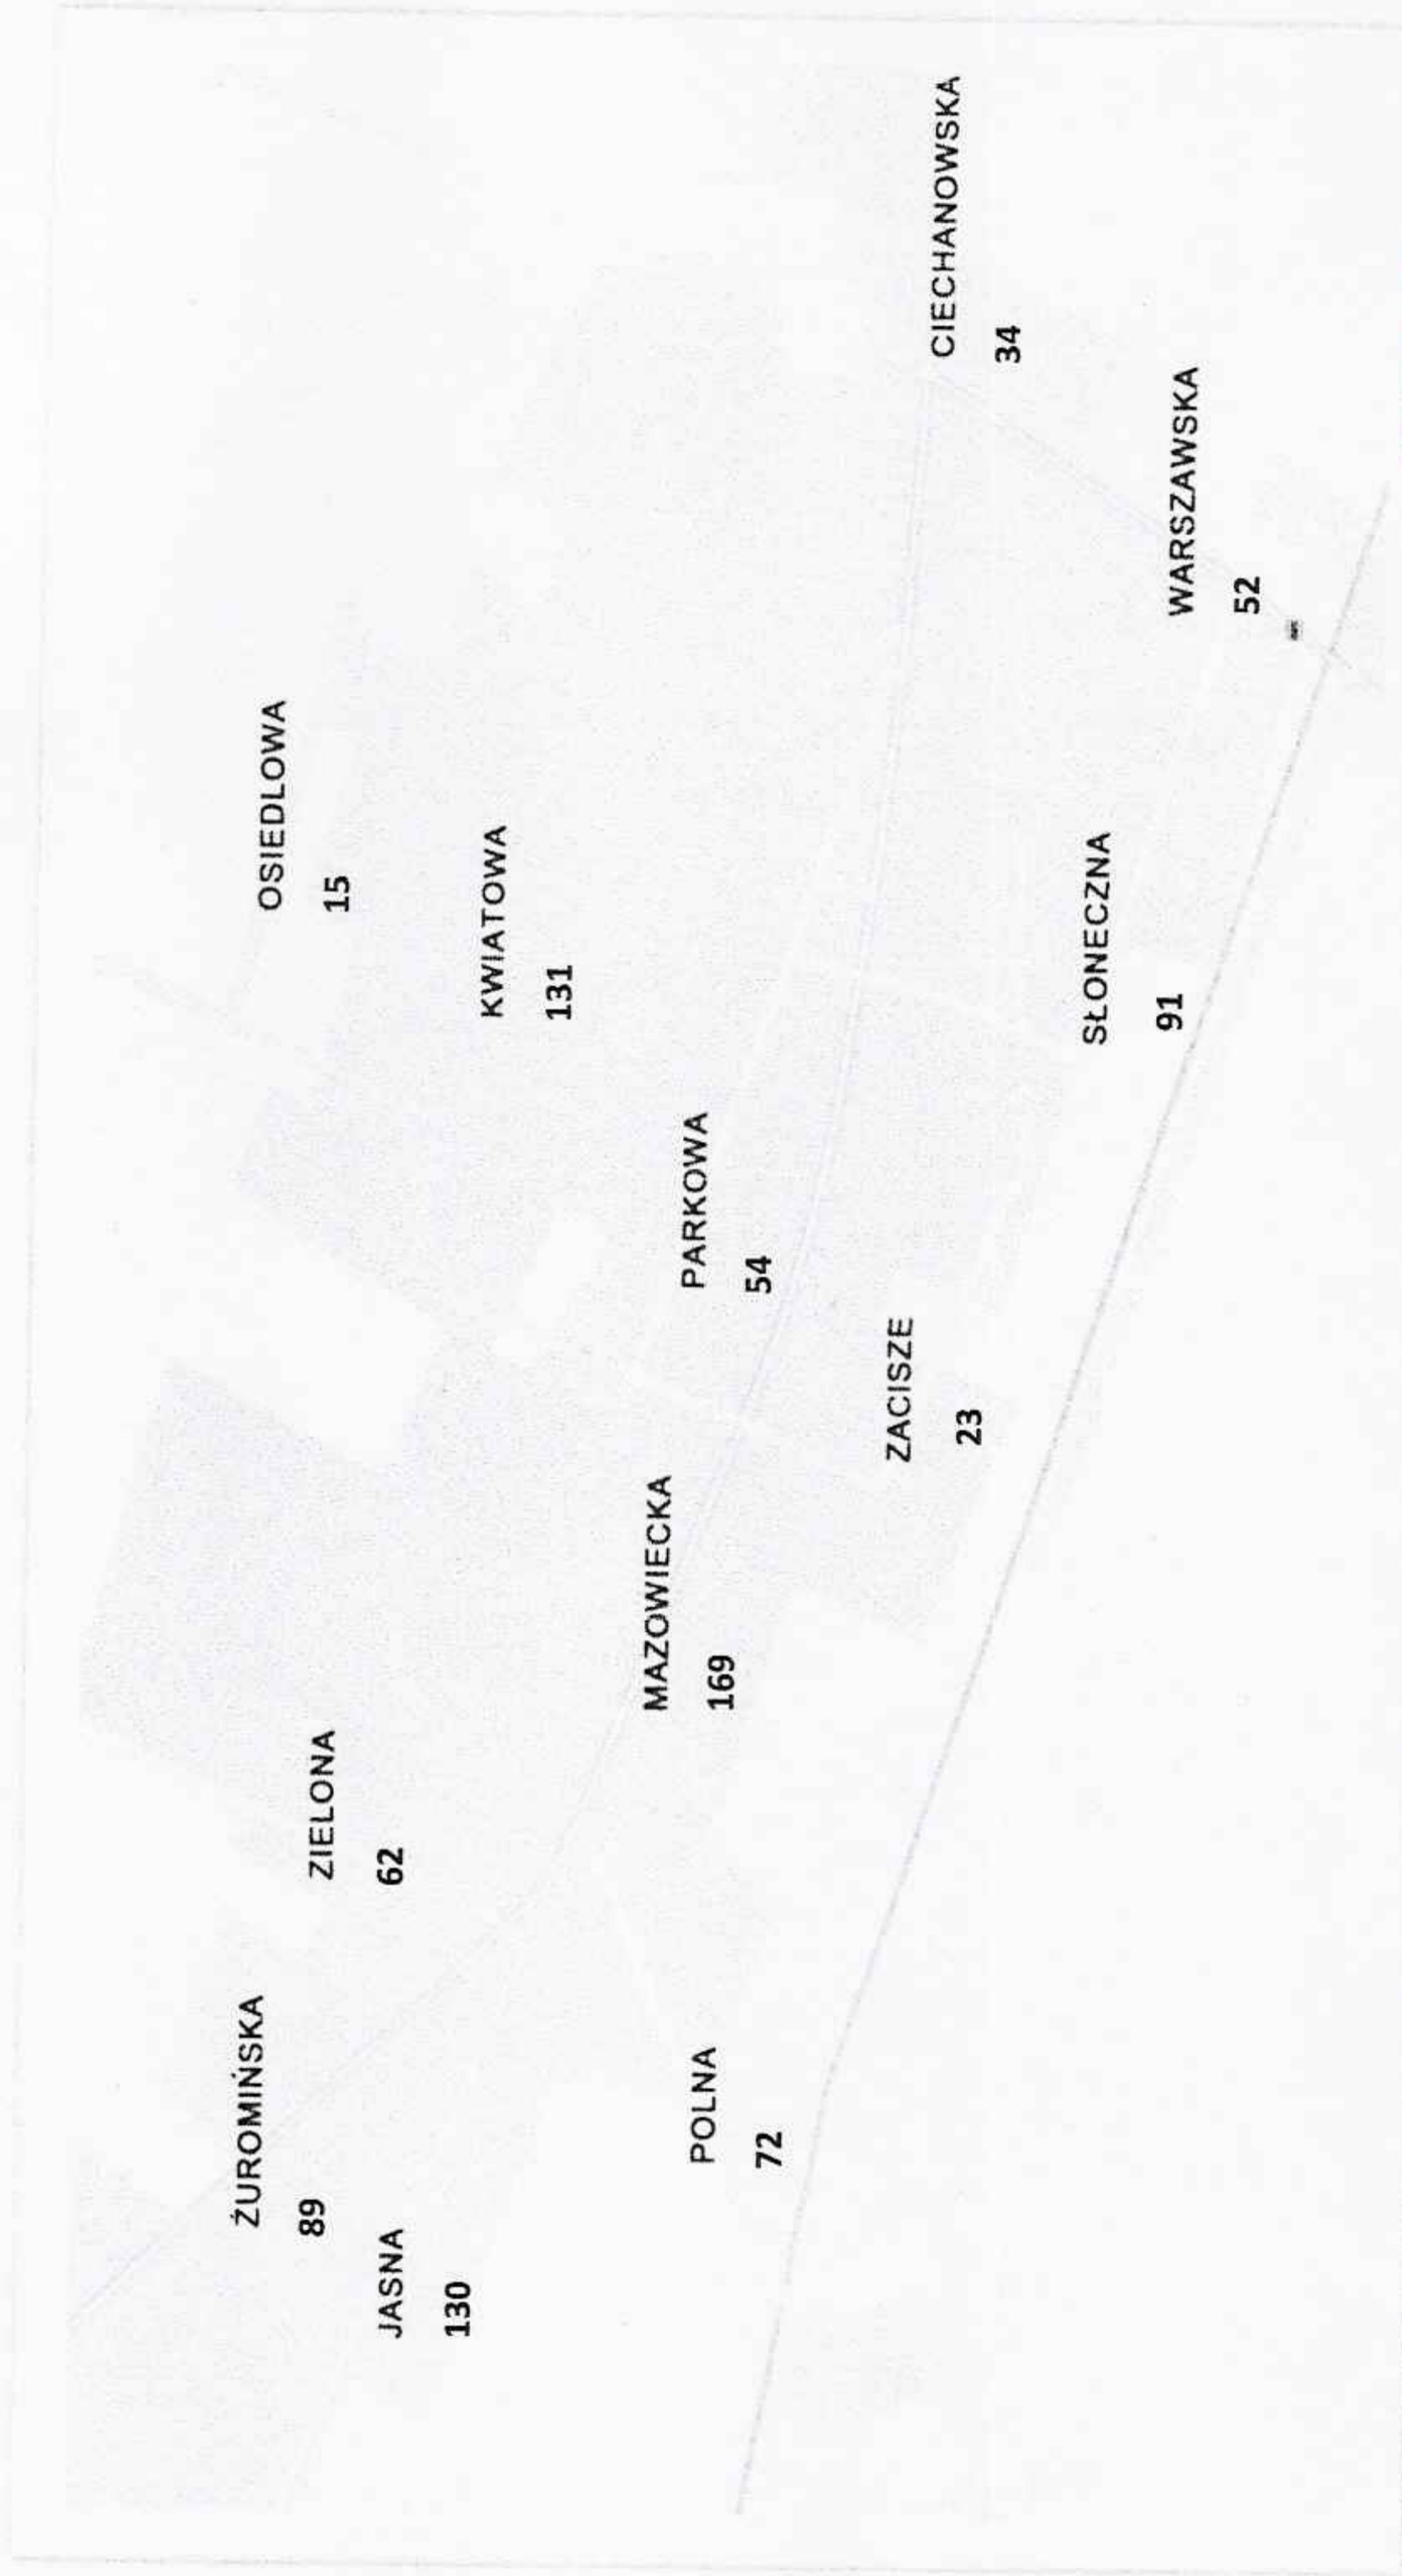 ŻUROMIŃSKA
89
JASNA
130
ZIELONA
62
OSIEDLOWA
15
KWIATOWA
131
MAZOWIECKA
169
PARKOWA
54
POLNA
72
ZACISZE
23
CIECHANOWSKA
34
SŁONECZNA
91
WARSZAWSKA
52